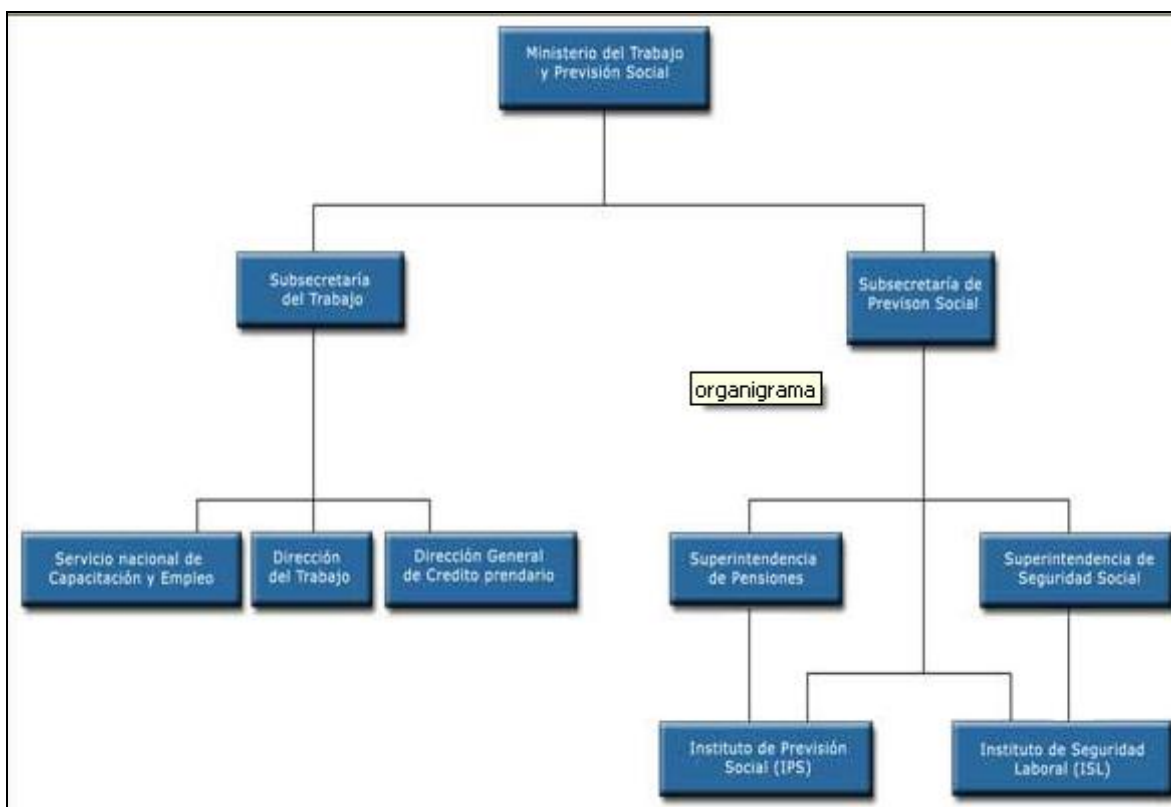 Ministerio del Trabajo
y Previsión Social
Subsecretaría
del Trabajo
Subsecretaría de
Previson Social
organigrama
Servicio nacional de
Capacitación y Empleo
Dirección
del Trabajo
Dirección General
de Credito prendario
Superintendencia
de Pensiones
Superintendencia de
Seguridad Social
Instituto de Previsión
Social (IPS)
Instituto de Seguridad
Laboral (ISL)